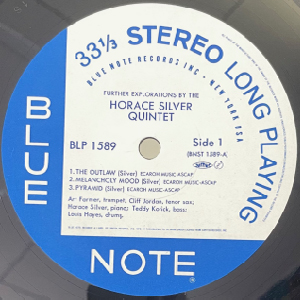 33⅓ STEREO LONG PLAYING
BLUE NOTE RECORDS INC. • NEW YORK USA
FURTHER EXPLORATIONS BY THE
HORACE SILVER
QUINTET
BLP 1589
Side 1
(BNST 1589-A)
1. THE OUTLAW (Silver) ECAROH MUSIC-ASCAP
2. MELANCHOLY MOOD (Silver) ECAROH MUSIC-ASCAP
3. PYRAMID (Silver) ECAROH MUSIC-ASCAP
Art Farmer, trumpet; Cliff Jordan, tenor sax;
Horace Silver, piano; Teddy Kotick, bass;
Louis Hayes, drums.
BLUE
NOTE